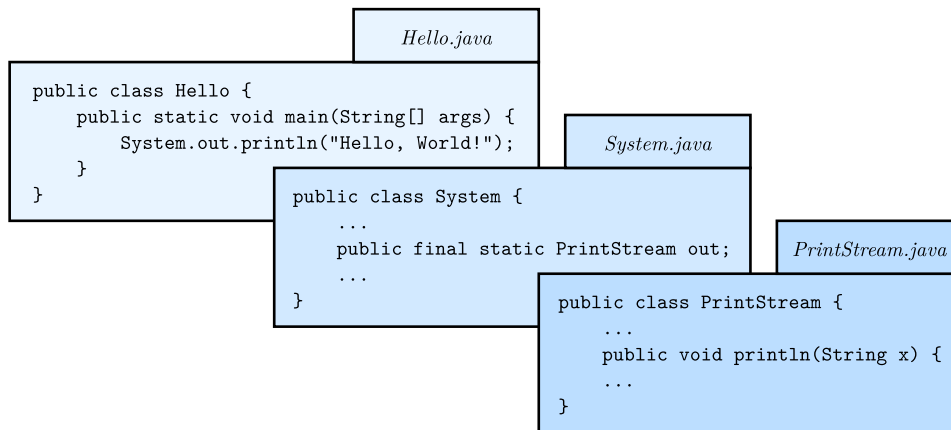 Hello.java
public class Hello {
    public static void main(String[] args) {
        System.out.println("Hello, World!");
    }
}
System.java
public class System {
    ...
    public final static PrintStream out;
    ...
}
PrintStream.java
public class PrintStream {
    ...
    public void println(String x) {
    ...
}